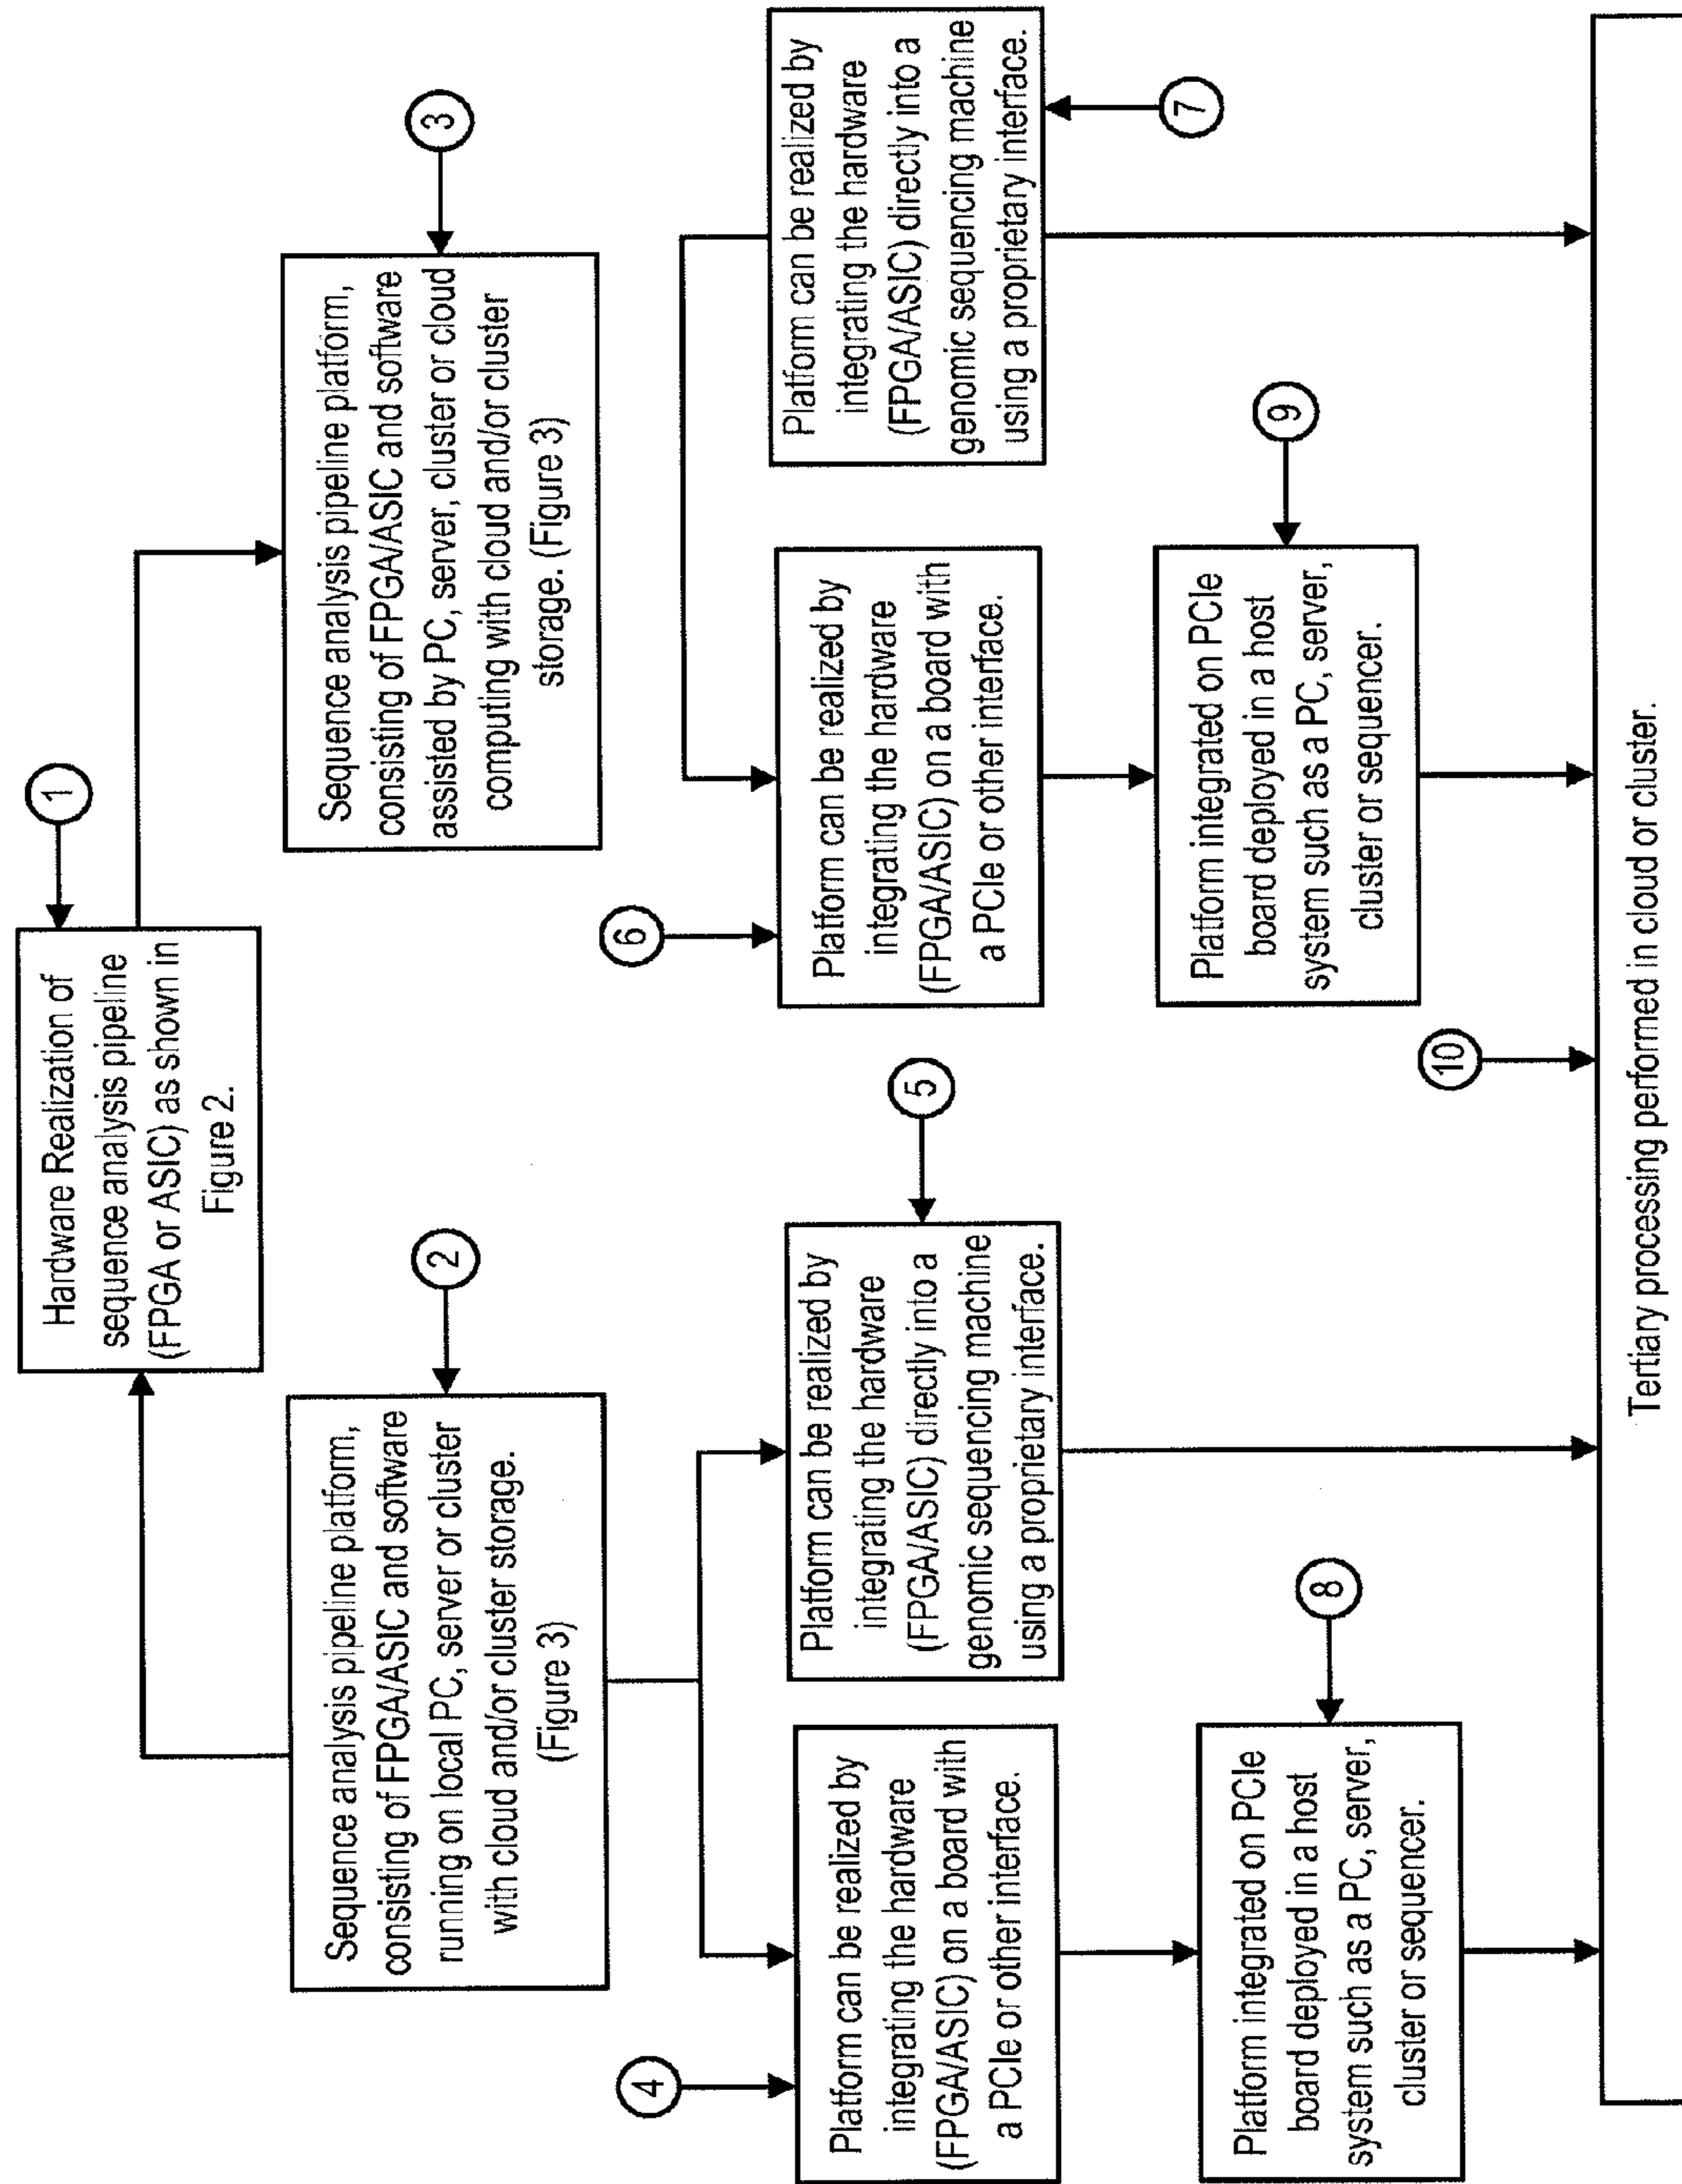 1
Hardware Realization of
sequence analysis pipeline
(FPGA or ASIC) as shown in
Figure 2.
2
Sequence analysis pipeline platform,
consisting of FPGA/ASIC and software
running on local PC, server or cluster
with cloud and/or cluster storage.
(Figure 3)
3
Sequence analysis pipeline platform,
consisting of FPGA/ASIC and software
assisted by PC, server, cluster or cloud
computing with cloud and/or cluster
storage. (Figure 3)
4
Platform can be realized by
integrating the hardware
(FPGA/ASIC) on a board with
a PCIe or other interface.
5
Platform can be realized by
integrating the hardware
(FPGA/ASIC) directly into a
genomic sequencing machine
using a proprietary interface.
6
Platform can be realized by
integrating the hardware
(FPGA/ASIC) on a board with
a PCIe or other interface.
7
Platform can be realized by
integrating the hardware
(FPGA/ASIC) directly into a
genomic sequencing machine
using a proprietary interface.
8
Platform integrated on PCIe
board deployed in a host
system such as a PC, server,
cluster or sequencer.
9
Platform integrated on PCIe
board deployed in a host
system such as a PC, server,
cluster or sequencer.
10
Tertiary processing performed in cloud or cluster.